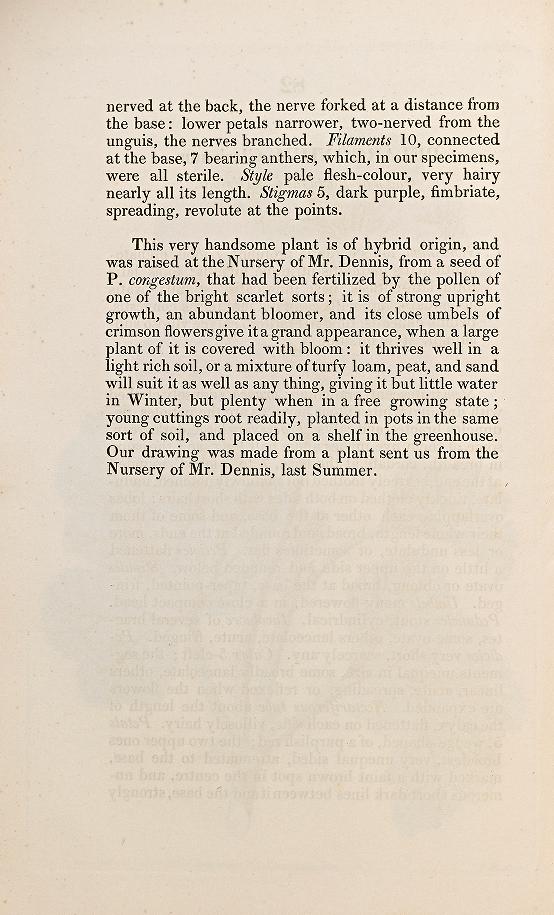 nerved at the back, the nerve forked at a distance from
the base: lower petals narrower, two-nerved from the
unguis, the nerves branched. Filaments 10, connected
at the base, 7 bearing anthers, which, in our specimens,
were all sterile. Style pale flesh-colour, very hairy
nearly all its length. Stigmas 5, dark purple, fimbriate,
spreading, revolute at the points.
This very handsome plant is of hybrid origin, and
was raised at the Nursery of Mr. Dennis, from a seed of
P. congestum, that had been fertilized by the pollen of
one of the bright scarlet sorts; it is of strong upright
growth, an abundant bloomer, and its close umbels of
crimson flowers give it a grand appearance, when a large
plant of it is covered with bloom: it thrives well in a
light rich soil, or a mixture of turfy loam, peat, and sand
will suit it as well as any thing, giving it but little water
in Winter, but plenty when in a free growing state;
young cuttings root readily, planted in pots in the same
sort of soil, and placed on a shelf in the greenhouse.
Our drawing was made from a plant sent us from the
Nursery of Mr. Dennis, last Summer.